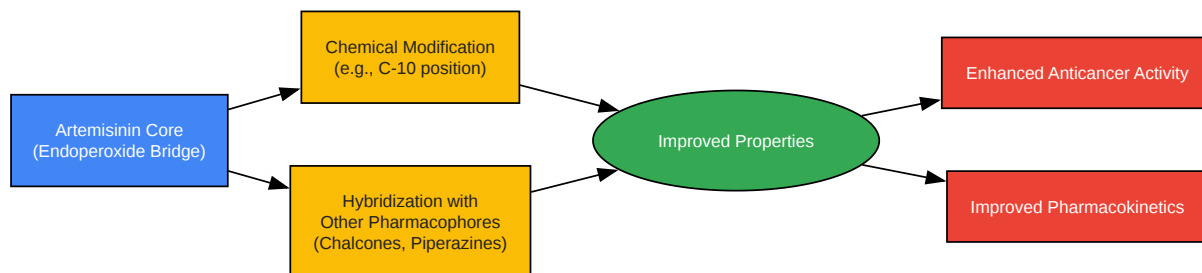 Artemisinin Core
(Endoperoxide Bridge)
Chemical Modification
(e.g., C-10 position)
Hybridization with
Other Pharmacophores
(Chalcones, Piperazines)
Improved Properties
Enhanced Anticancer Activity
Improved Pharmacokinetics